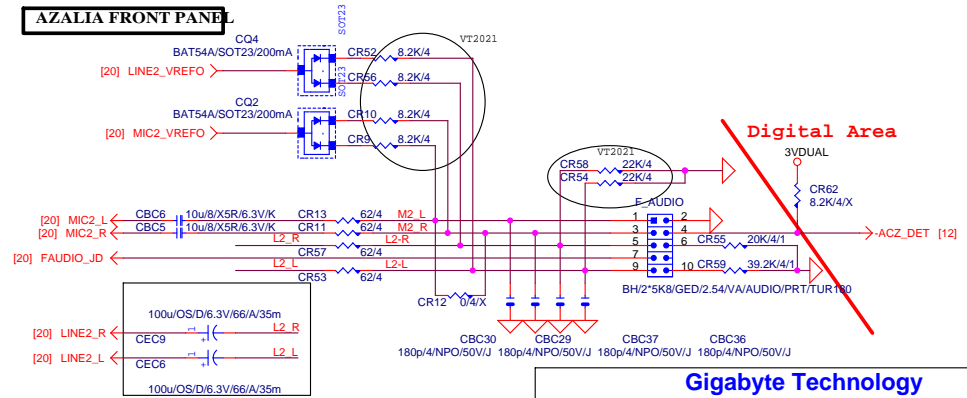 AZALIA FRONT PANEL
CQ4
BAT54A/SOT23/200mA
SOT23
[20] LINE2_VREFO
CR52 8.2K/4
VT2021
CR56 8.2K/4
SOT23
CQ2
BAT54A/SOT23/200mA
[20] MIC2_VREFO
CR10 8.2K/4
CR9 8.2K/4
Digital Area
3VDUAL
VT2021
CR58 22K/4
CR54 22K/4
CR62
8.2K/4/X
F_AUDIO
[20] MIC2_L CBC6 10u/8/X5R/6.3V/K CR13 62/4 M2_L 1 2
[20] MIC2_R CBC5 10u/8/X5R/6.3V/K CR11 62/4 M2_R 3 4
-ACZ_DET [12]
L2_R 62/4 L2-R 5 6 CR55 20K/4/1
[20] FAUDIO_JD CR57 62/4 7
L2_L L2-L 9 10 CR59 39.2K/4/1
CR53 62/4
BH/2*5K8/GED/2.54/VA/AUDIO/PRT/TUR180
CR12 0/4/X
100u/OS/D/6.3V/66/A/35m
[20] LINE2_R 1 + L2_R
CEC9
[20] LINE2_L 1 + L2_L
CEC6
100u/OS/D/6.3V/66/A/35m
CBC30 CBC29 CBC37 CBC36
180p/4/NPO/50V/J 180p/4/NPO/50V/J 180p/4/NPO/50V/J 180p/4/NPO/50V/J
Gigabyte Technology